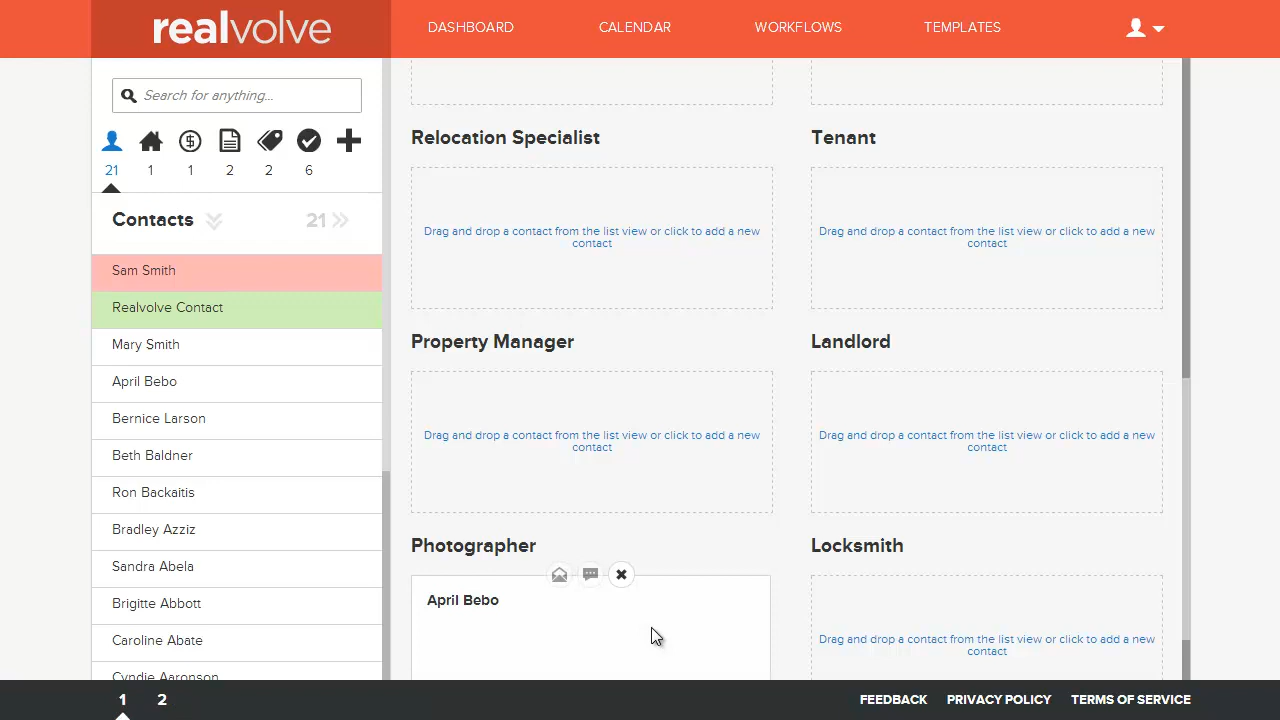 realvolve
DASHBOARD
CALENDAR
WORKFLOWS
TEMPLATES
Search for anything...
21
1
1
2
2
6
Contacts
21
Sam Smith
Realvolve Contact
Mary Smith
April Bebo
Bernice Larson
Beth Baldner
Ron Backaitis
Bradley Azziz
Sandra Abela
Brigitte Abbott
Caroline Abate
Cyndie Aaronson
Relocation Specialist
Drag and drop a contact from the list view or click to add a new
contact
Tenant
Drag and drop a contact from the list view or click to add a new
contact
Property Manager
Drag and drop a contact from the list view or click to add a new
contact
Landlord
Drag and drop a contact from the list view or click to add a new
contact
Photographer
April Bebo
Locksmith
Drag and drop a contact from the list view or click to add a new
contact
1
2
FEEDBACK
PRIVACY POLICY
TERMS OF SERVICE